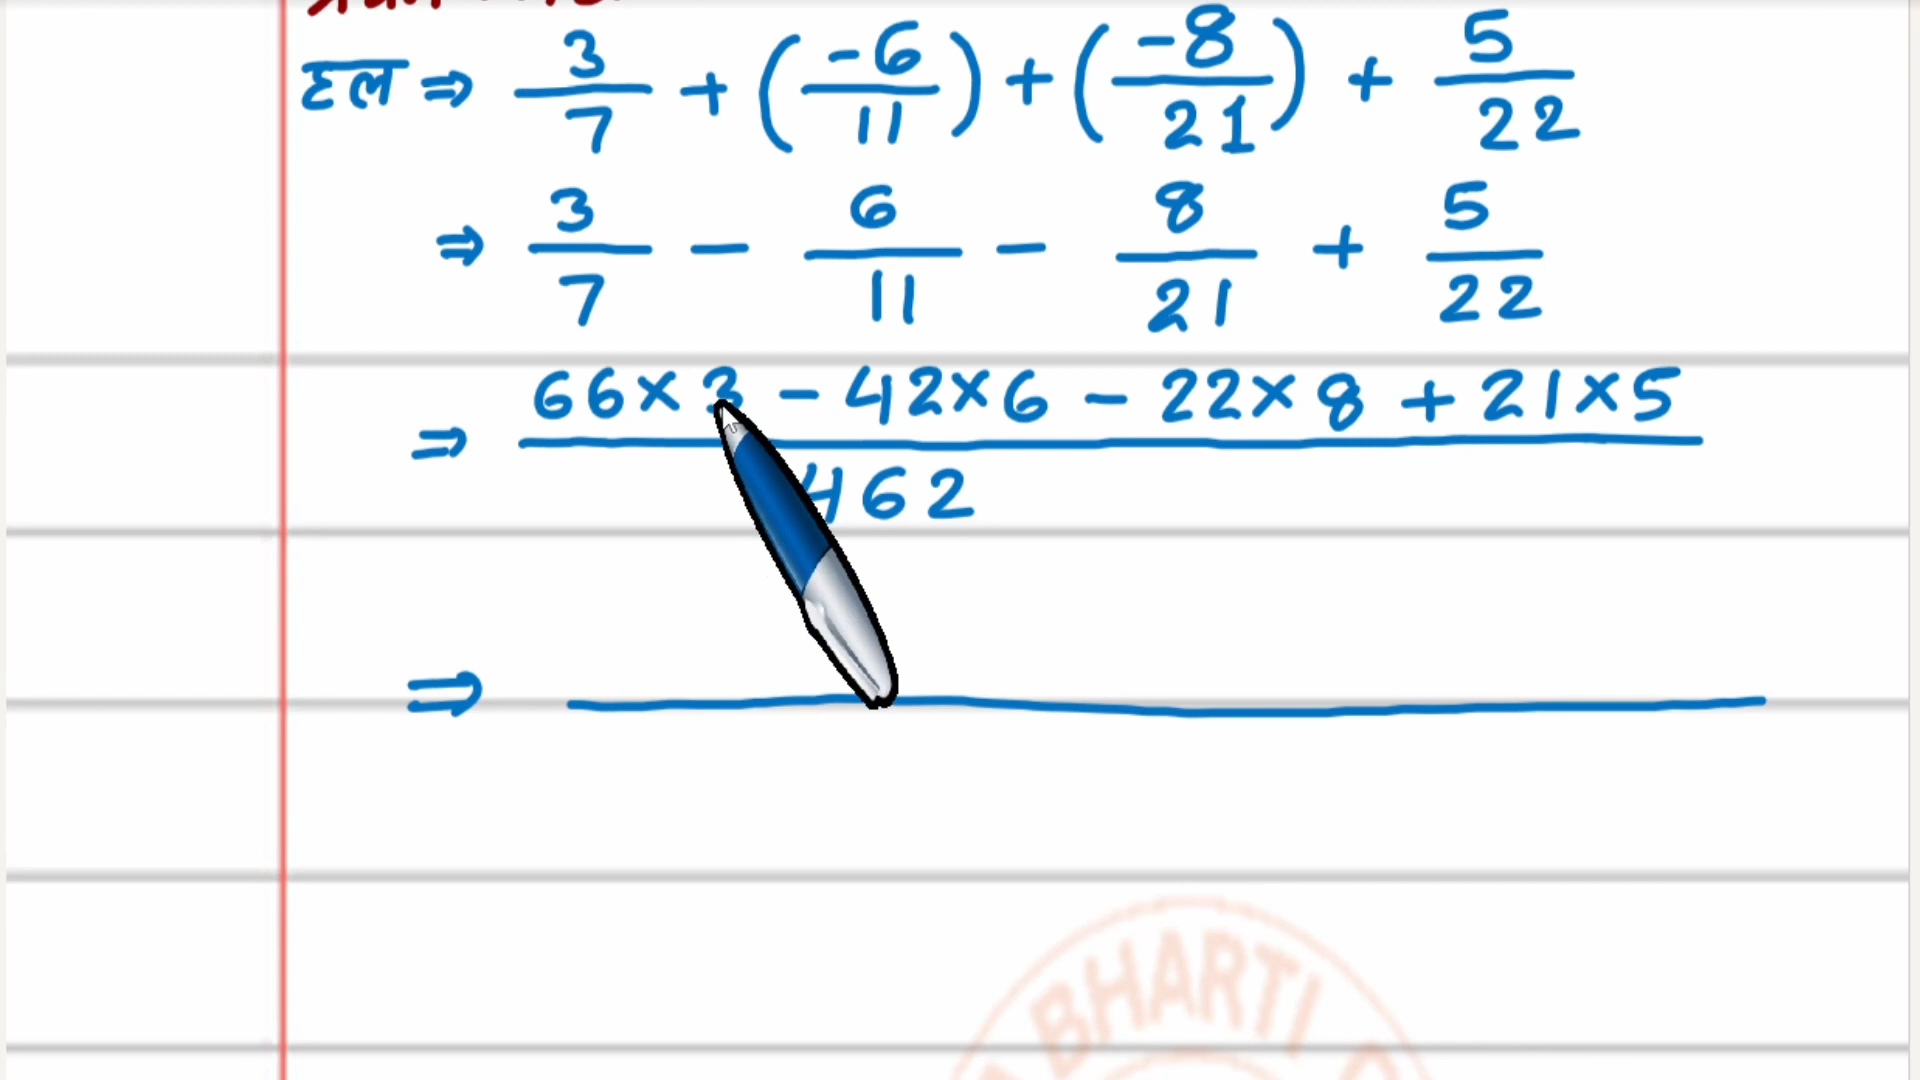 हल ⇒ 3/7 + (-6/11) + (-8/21) + 5/22
⇒ 3/7 - 6/11 - 8/21 + 5/22
⇒ 66×3 - 42×6 - 22×8 + 21×5 / 462
⇒
BHARTI